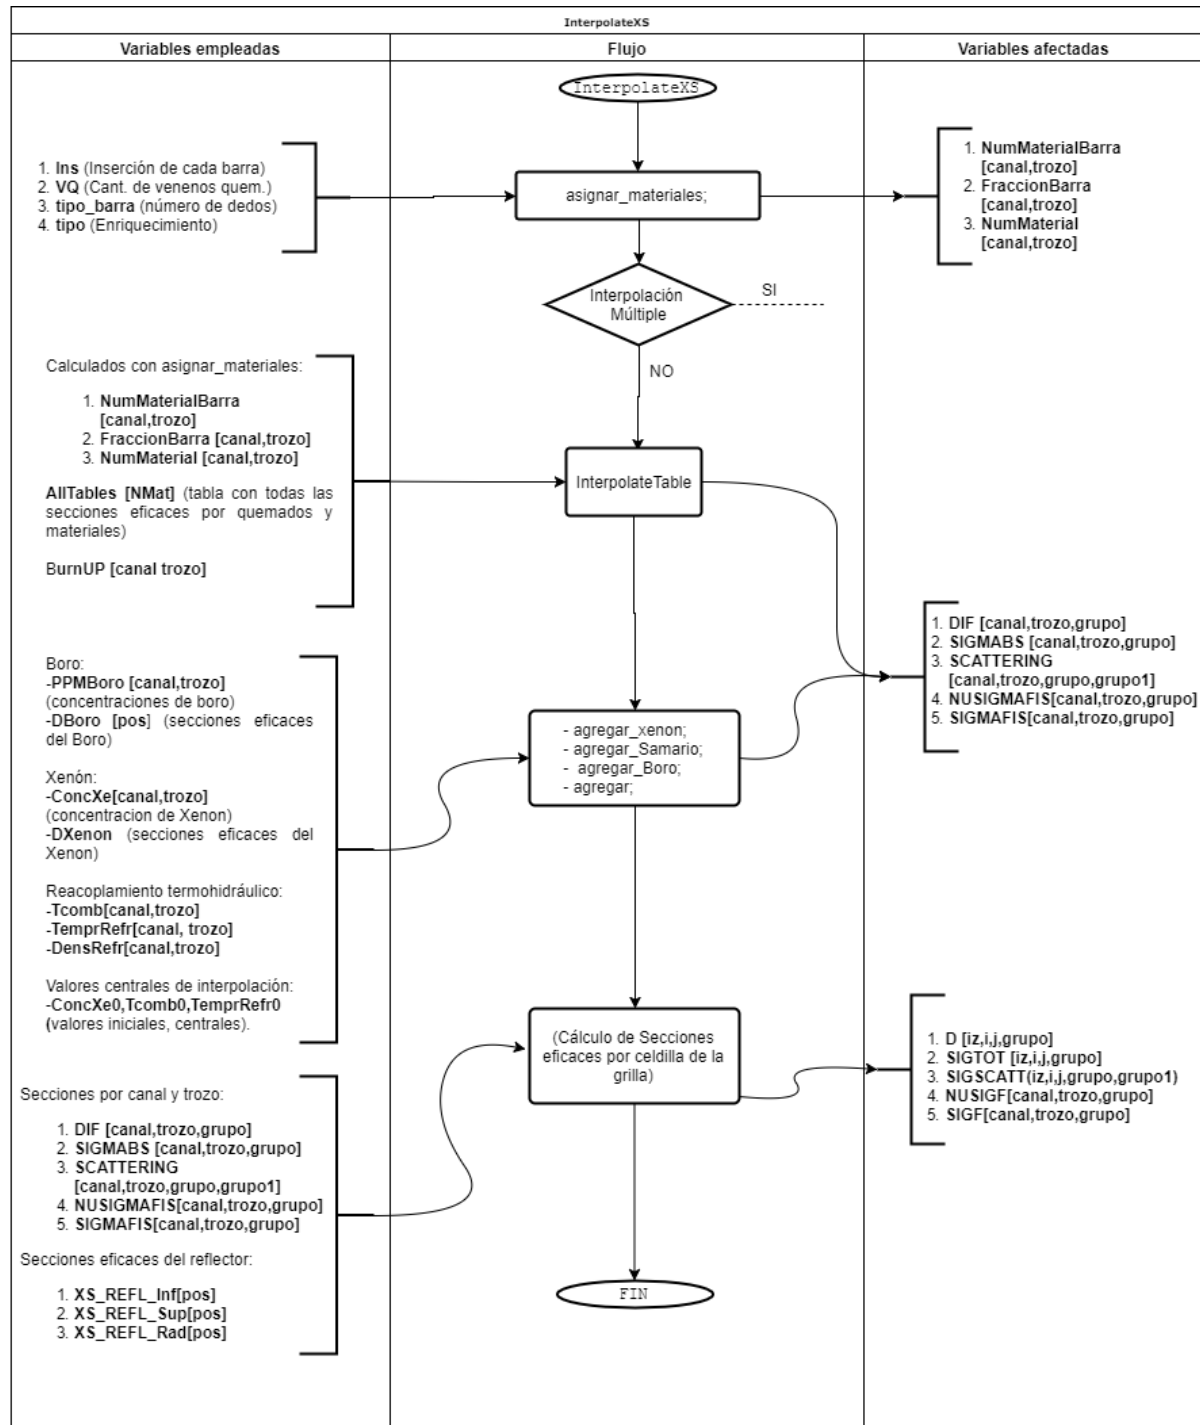 InterpolateXS
Variables empleadas
Flujo
Variables afectadas
InterpolateXS
1. Ins (Inserción de cada barra)
2. VQ (Cant. de venenos quem.)
3. tipo_barra (número de dedos)
4. tipo (Enriquecimiento)
asignar_materiales;
1. NumMaterialBarra
[canal,trozo]
2. FraccionBarra
[canal,trozo]
3. NumMaterial
[canal,trozo]
Interpolación
Múltiple
SI
NO
Calculados con asignar_materiales:
1. NumMaterialBarra
[canal,trozo]
2. FraccionBarra [canal,trozo]
3. NumMaterial [canal,trozo]
AllTables [NMat] (tabla con todas las
secciones eficaces por quemados y
materiales)
BurnUP [canal trozo]
InterpolateTable
1. DIF [canal,trozo,grupo]
2. SIGMABS [canal,trozo,grupo]
3. SCATTERING
[canal,trozo,grupo,grupo1]
4. NUSIGMAFIS[canal,trozo,grupo]
5. SIGMAFIS[canal,trozo,grupo]
Boro:
-PPMBoro [canal,trozo]
(concentraciones de boro)
-DBoro [pos] (secciones eficaces
del Boro)
Xenón:
-ConcXe[canal,trozo]
(concentracion de Xenon)
-DXenon (secciones eficaces del
Xenon)
Reacoplamiento termohidráulico:
-Tcomb[canal,trozo]
-TemprRefr[canal, trozo]
-DensRefr[canal,trozo]
Valores centrales de interpolación:
-ConcXe0,Tcomb0,TemprRefr0
(valores iniciales, centrales).
- agregar_xenon;
- agregar_Samario;
- agregar_Boro;
- agregar;
(Cálculo de Secciones
eficaces por celdilla de la
grilla)
1. D [iz,i,j,grupo]
2. SIGTOT [iz,i,j,grupo]
3. SIGSCATT(iz,i,j,grupo,grupo1)
4. NUSIGF[canal,trozo,grupo]
5. SIGF[canal,trozo,grupo]
Secciones por canal y trozo:
1. DIF [canal,trozo,grupo]
2. SIGMABS [canal,trozo,grupo]
3. SCATTERING
[canal,trozo,grupo,grupo1]
4. NUSIGMAFIS[canal,trozo,grupo]
5. SIGMAFIS[canal,trozo,grupo]
Secciones eficaces del reflector:
1. XS_REFL_Inf[pos]
2. XS_REFL_Sup[pos]
3. XS_REFL_Rad[pos]
FIN